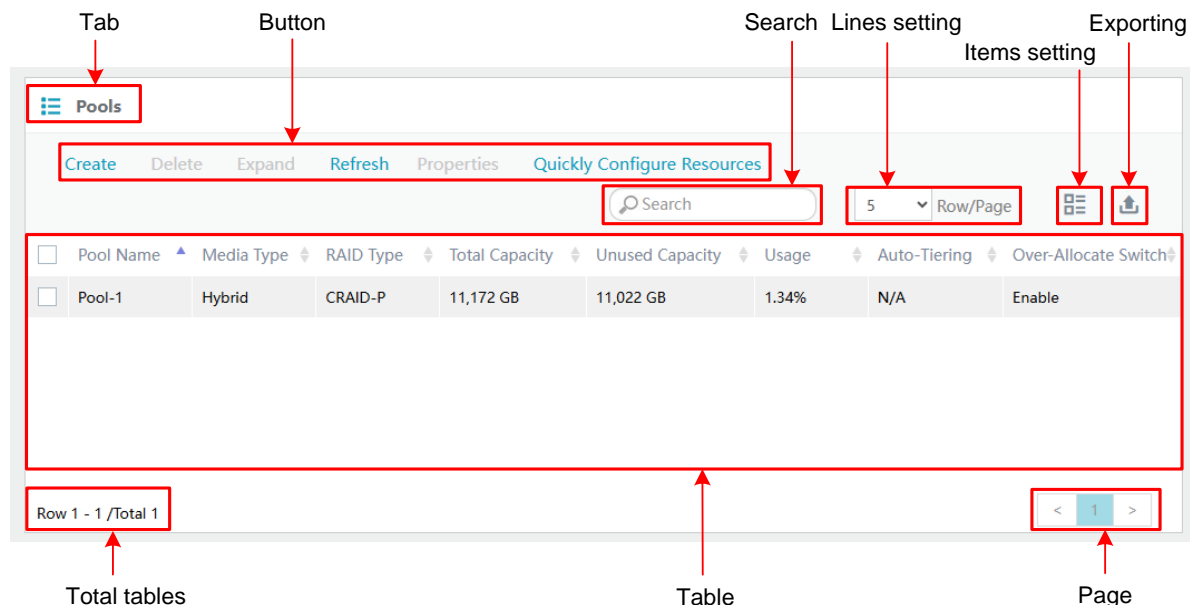 Tab Button Search Lines setting Exporting
Items setting
Pools
Create Delete Expand Refresh Properties Quickly Configure Resources
Search 5 Row/Page
Pool Name Media Type RAID Type Total Capacity Unused Capacity Usage Auto-Tiering Over-Allocate Switch
Pool-1 Hybrid CRAID-P 11,172 GB 11,022 GB 1.34% N/A Enable
Row 1 - 1 /Total 1 < 1 >
Total tables Table Page